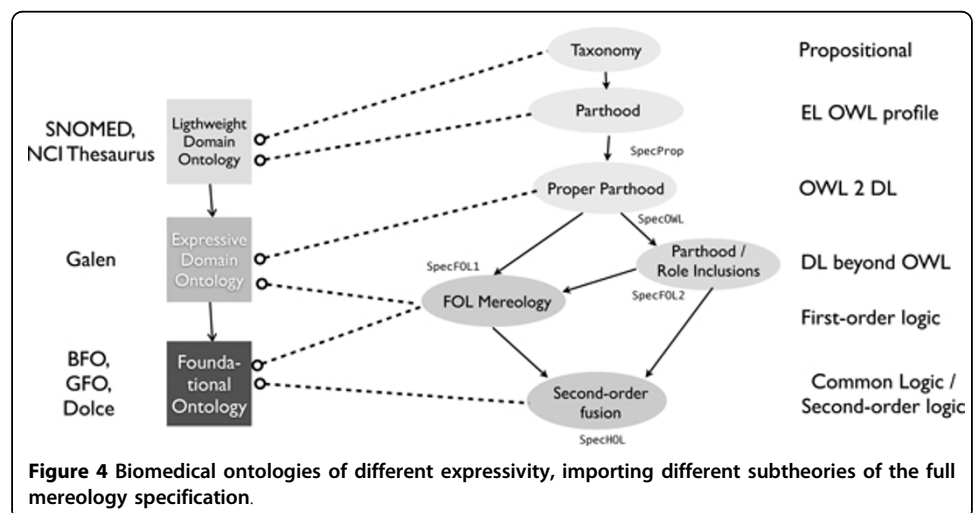 Taxonomy
Propositional
Ligthweight
Domain
Ontology
SNOMED,
NCI Thesaurus
Parthood
EL OWL profile
SpecProp
Proper Parthood
OWL 2 DL
SpecOWL
Galen
Expressive
Domain
Ontology
Parthood /
Role Inclusions
DL beyond OWL
SpecFOL1
FOL Mereology
SpecFOL2
First-order logic
BFO,
GFO,
Dolce
Founda-
tional
Ontology
Second-order
fusion
SpecHOL
Common Logic /
Second-order logic
Figure 4 Biomedical ontologies of different expressivity, importing different subtheories of the full
mereology specification.